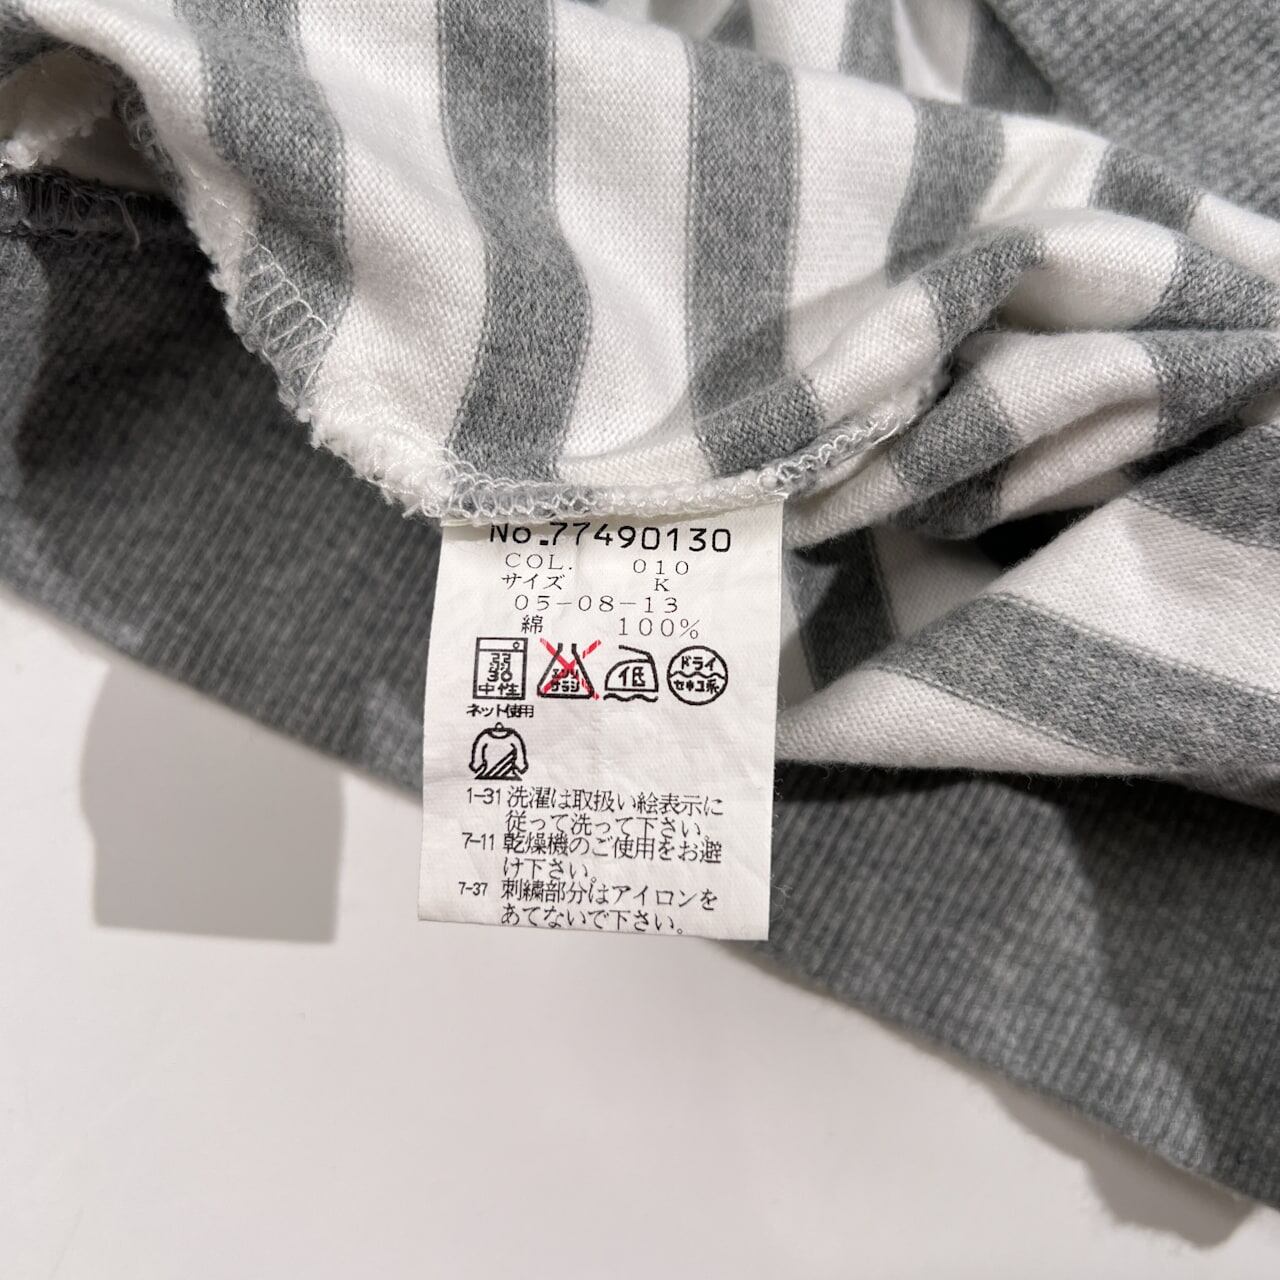 No.77490130
COL. 010
サイズ K
05-08-13
綿 100%
弱
30
中性
エンソ
サラシ
低
ドライ
セキユ系
ネット使用
1-31 洗濯は取扱い絵表示に
従って洗って下さい。
7-11 乾燥機のご使用をお避
け下さい。
7-37 刺繍部分はアイロンを
あてないで下さい。